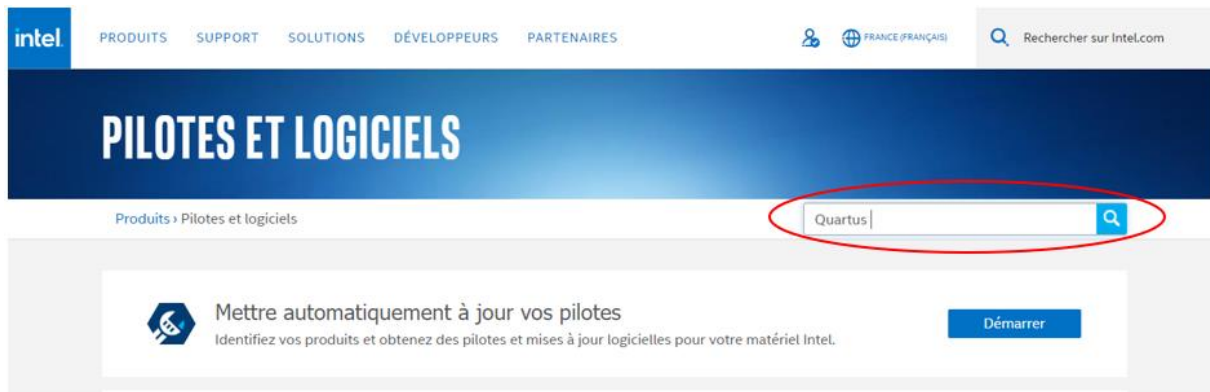 intel.
PRODUITS SUPPORT SOLUTIONS DÉVELOPPEURS PARTENAIRES FRANCE (FRANÇAIS) Rechercher sur Intel.com
PILOTES ET LOGICIELS
Produits › Pilotes et logiciels Quartus
Mettre automatiquement à jour vos pilotes
Identifiez vos produits et obtenez des pilotes et mises à jour logicielles pour votre matériel Intel.
Démarrer